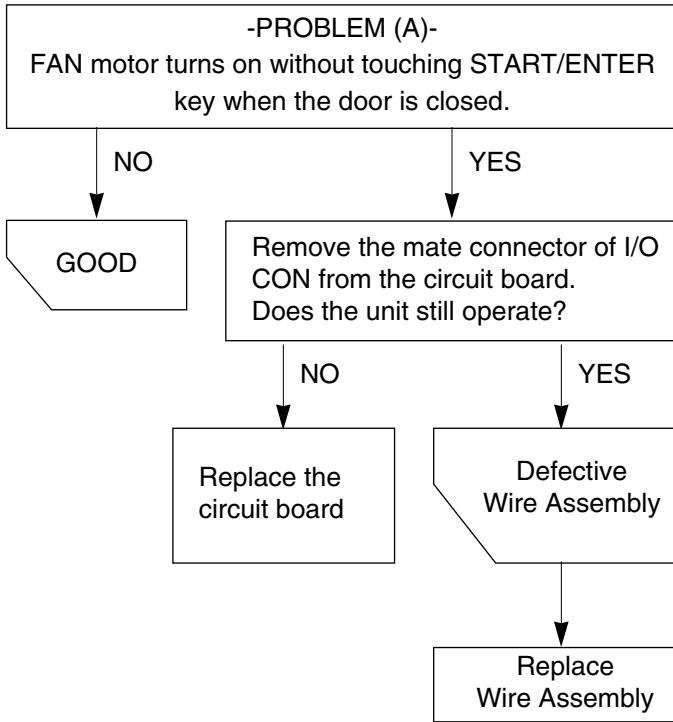 -PROBLEM (A)-
FAN motor turns on without touching START/ENTER
key when the door is closed.
NO
YES
GOOD
Remove the mate connector of I/O
CON from the circuit board.
Does the unit still operate?
NO
YES
Replace the
circuit board
Defective
Wire Assembly
Replace
Wire Assembly